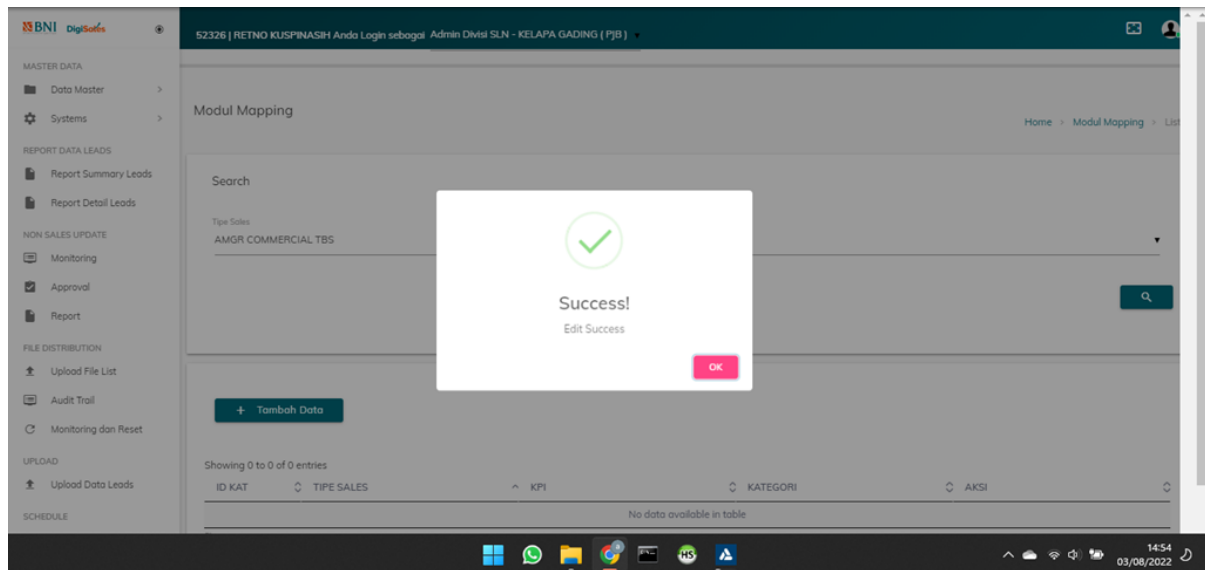 BNI DigiSales
52326 | RETNO KUSPINASIH Anda Login sebagai Admin Divisi SLN - KELAPA GADING ( PJB )
MASTER DATA
Data Master
Systems
REPORT DATA LEADS
Report Summary Leads
Report Detail Leads
NON SALES UPDATE
Monitoring
Approval
Report
FILE DISTRIBUTION
Upload File List
Audit Trail
Monitoring dan Reset
UPLOAD
Upload Data Leads
SCHEDULE
Modul Mapping
Home > Modul Mapping > List
Search
Tipe Sales
AMGR COMMERCIAL TBS
Success!
Edit Success
OK
+ Tambah Data
Showing 0 to 0 of 0 entries
ID KAT TIPE SALES KPI KATEGORI AKSI
No data available in table
HS
14:54
03/08/2022